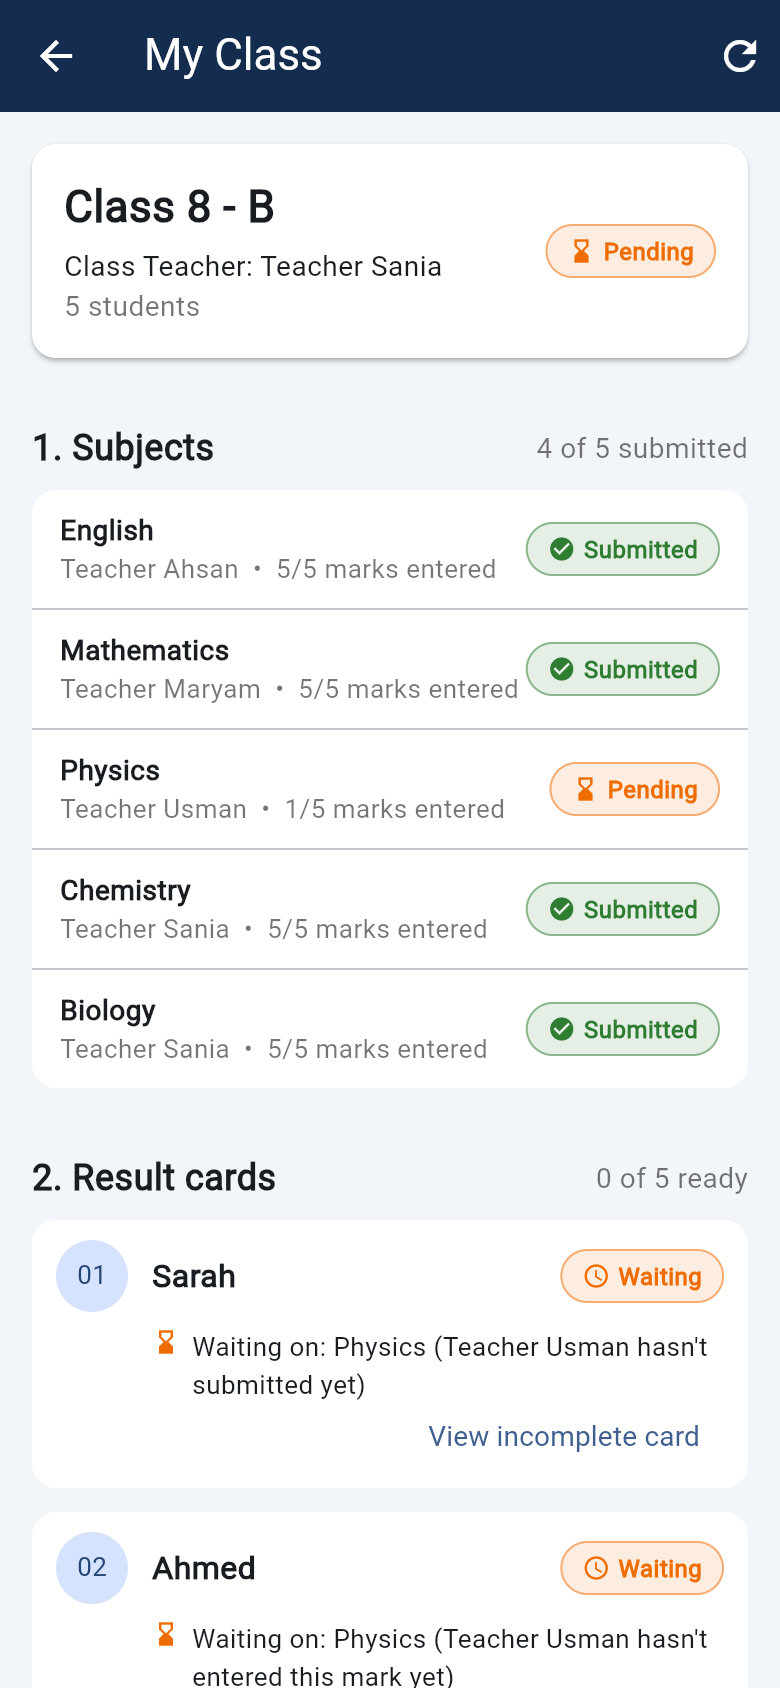 My Class
Class 8 - B
Class Teacher: Teacher Sania
5 students
Pending
1. Subjects
4 of 5 submitted
English
Teacher Ahsan • 5/5 marks entered
Submitted
Mathematics
Teacher Maryam • 5/5 marks entered
Submitted
Physics
Teacher Usman • 1/5 marks entered
Pending
Chemistry
Teacher Sania • 5/5 marks entered
Submitted
Biology
Teacher Sania • 5/5 marks entered
Submitted
2. Result cards
0 of 5 ready
01
Sarah
Waiting
Waiting on: Physics (Teacher Usman hasn't
submitted yet)
View incomplete card
02
Ahmed
Waiting
Waiting on: Physics (Teacher Usman hasn't
entered this mark yet)